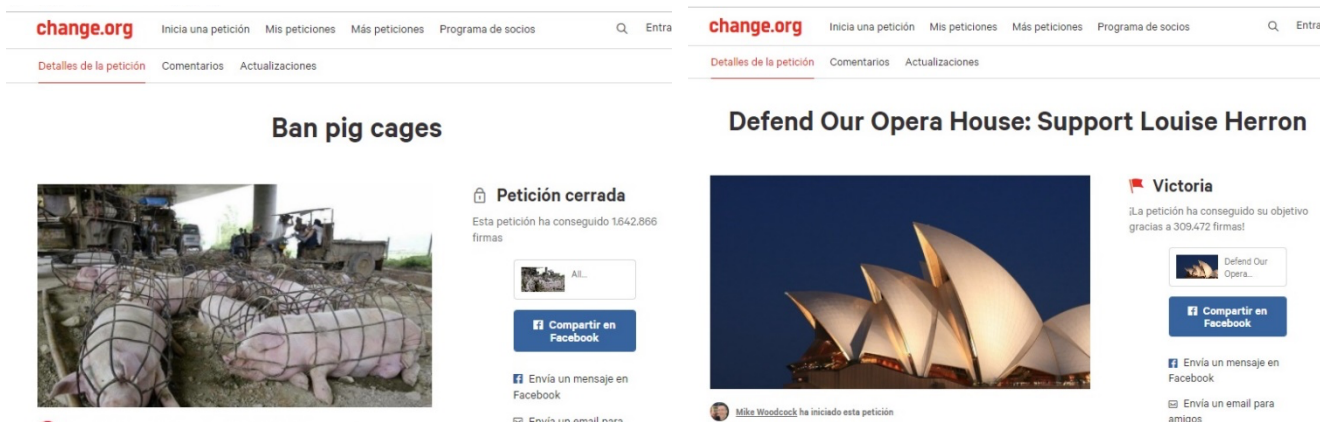 change.org Inicia una petición Mis peticiones Más peticiones Programa de socios Entra
Detalles de la petición Comentarios Actualizaciones
Ban pig cages
Petición cerrada
Esta petición ha conseguido 1.642.866
firmas
All...
Compartir en
Facebook
Envía un mensaje en
Facebook
Envía un email para
change.org Inicia una petición Mis peticiones Más peticiones Programa de socios Entra
Detalles de la petición Comentarios Actualizaciones
Defend Our Opera House: Support Louise Herron
Victoria
¡La petición ha conseguido su objetivo
gracias a 309.472 firmas!
Defend Our
Opera...
Compartir en
Facebook
Envía un mensaje en
Facebook
Envía un email para
amigos
Mike Woodcock ha iniciado esta petición